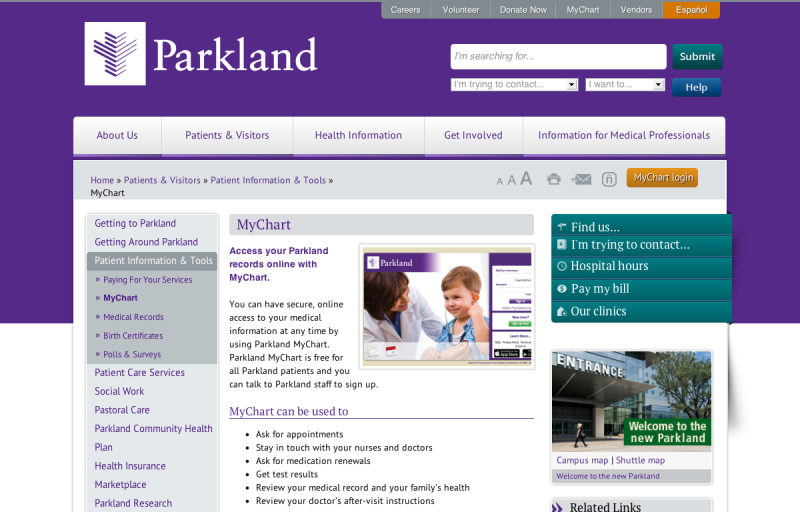 Careers Volunteer Donate Now MyChart Vendors Español
Parkland
I'm searching for... Submit
I'm trying to contact... I want to... Help
About Us Patients & Visitors Health Information Get Involved Information for Medical Professionals
Home » Patients & Visitors » Patient Information & Tools »
MyChart
A A A ñ MyChart login
Getting to Parkland
Getting Around Parkland
Patient Information & Tools
» Paying For Your Services
» MyChart
» Medical Records
» Birth Certificates
» Polls & Surveys
Patient Care Services
Social Work
Pastoral Care
Parkland Community Health
Plan
Health Insurance
Marketplace
Parkland Research
MyChart
Access your Parkland
records online with
MyChart.
Parkland
You can have secure, online
access to your medical
information at any time by
using Parkland MyChart.
Parkland MyChart is free for
all Parkland patients and you
can talk to Parkland staff to sign up.
MyChart can be used to
• Ask for appointments
• Stay in touch with your nurses and doctors
• Ask for medication renewals
• Get test results
• Review your medical record and your family's health
• Review your doctor's after-visit instructions
Find us...
I'm trying to contact...
Hospital hours
Pay my bill
Our clinics
ENTRANCE
Welcome to the
new Parkland
Campus map | Shuttle map
Welcome to the new Parkland
Related Links